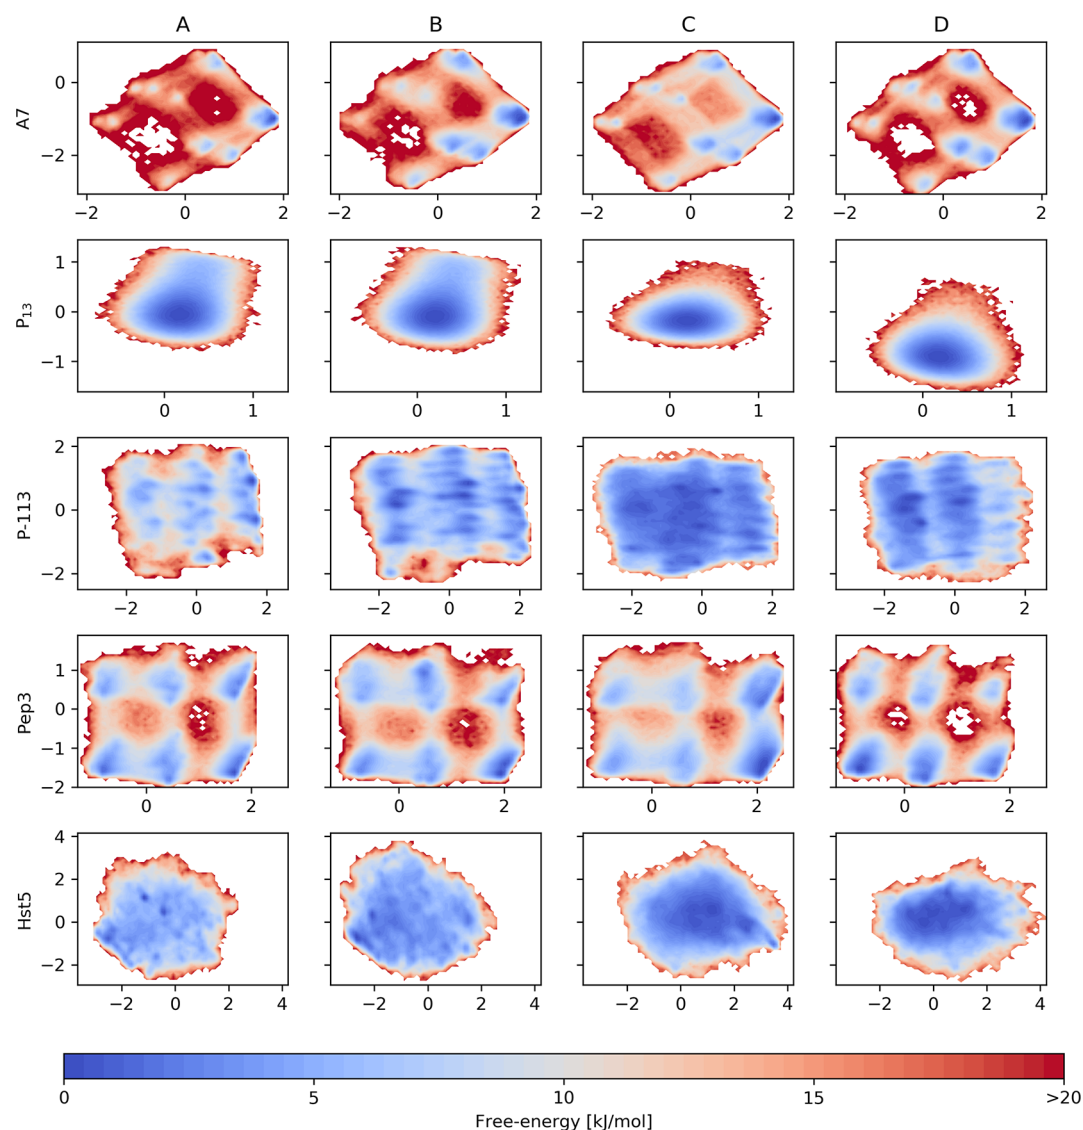 A B C D
A7
0
−2
−2 0 2 −2 0 2 −2 0 2 −2 0 2
P13
1
0
−1
0 1 0 1 0 1 0 1
P-113
2
0
−2
−2 0 2 −2 0 2 −2 0 2 −2 0 2
Pep3
1
0
−1
−2
0 2 0 2 0 2 0 2
Hst5
4
2
0
−2
−2 0 2 4 −2 0 2 4 −2 0 2 4 −2 0 2 4
0 5 10 15 >20
Free-energy [kJ/mol]